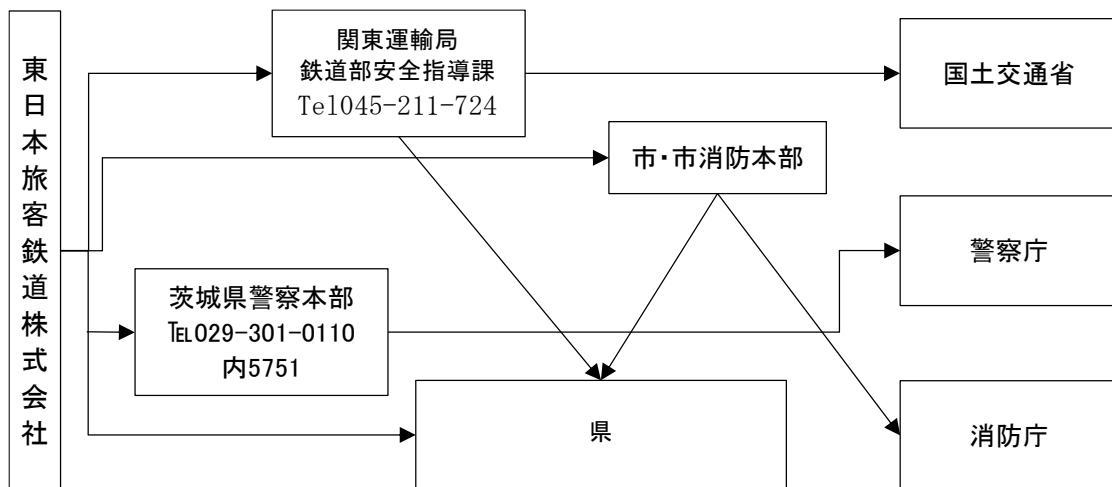 東日本旅客鉄道株式会社
関東運輸局
鉄道部安全指導課
Tel045-211-724
国土交通省
市・市消防本部
警察庁
茨城県警察本部
℡029-301-0110
内5751
県
消防庁